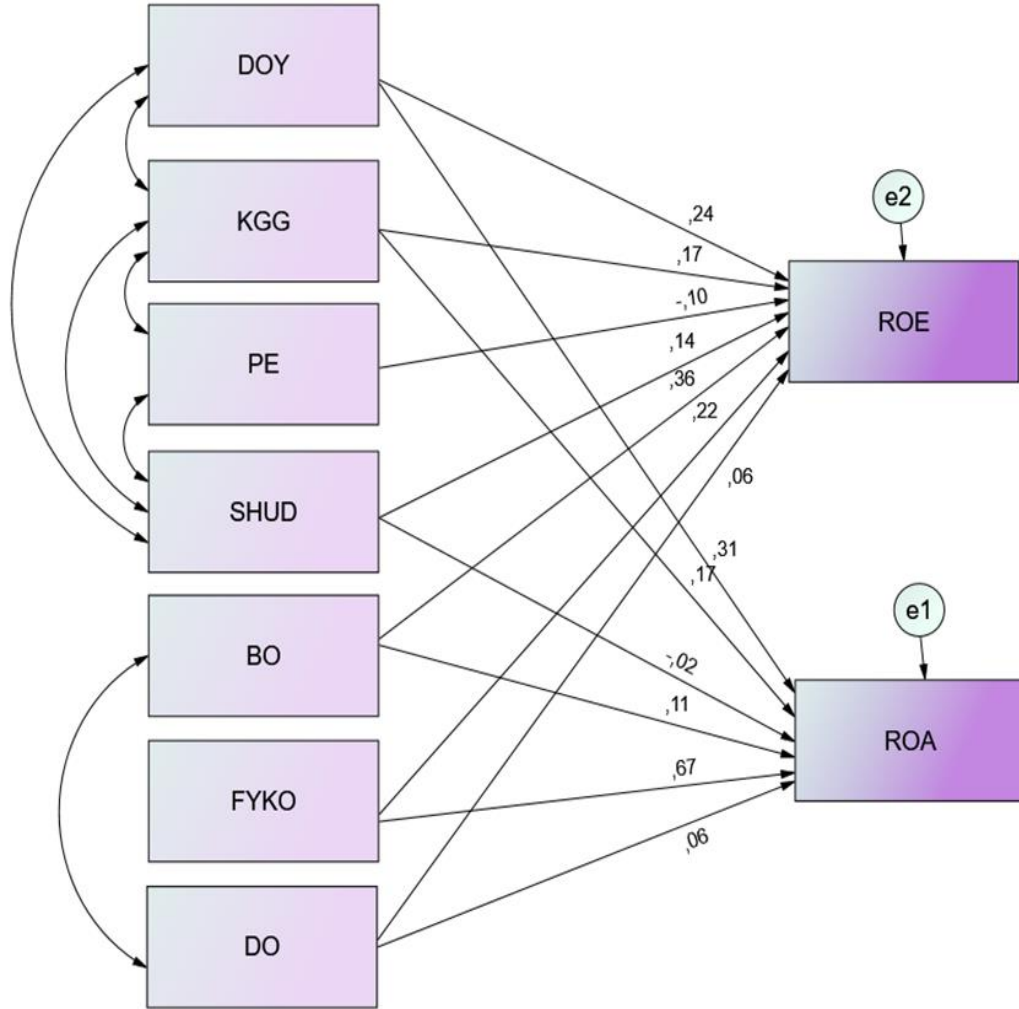 DOY
KGG
PE
SHUD
BO
FYKO
DO
,24
,17
-,10
,14
,36
,22
,06
,31
,17
-,02
,11
,67
,06
e2
ROE
e1
ROA